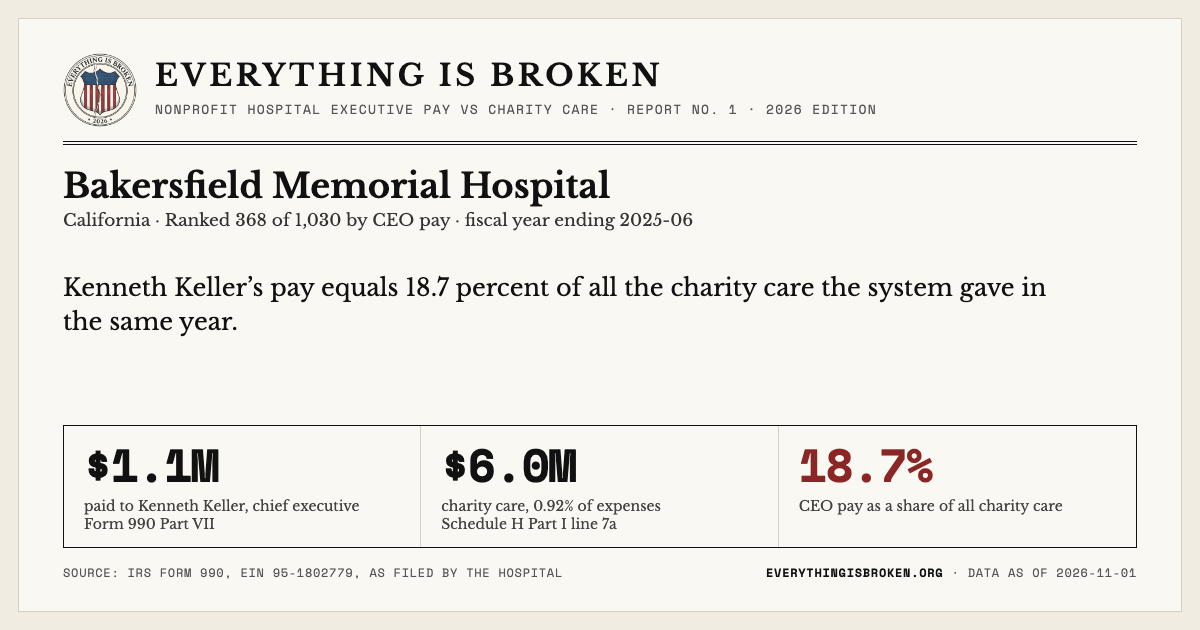 EVERYTHING IS BROKEN
2026
EVERYTHING IS BROKEN
NONPROFIT HOSPITAL EXECUTIVE PAY VS CHARITY CARE · REPORT NO. 1 · 2026 EDITION
Bakersfield Memorial Hospital
California · Ranked 368 of 1,030 by CEO pay · fiscal year ending 2025-06
Kenneth Keller’s pay equals 18.7 percent of all the charity care the system gave in
the same year.
$1.1M
paid to Kenneth Keller, chief executive
Form 990 Part VII
$6.0M
charity care, 0.92% of expenses
Schedule H Part I line 7a
18.7%
CEO pay as a share of all charity care
SOURCE: IRS FORM 990, EIN 95-1802779, AS FILED BY THE HOSPITAL
EVERYTHINGISBROKEN.ORG · DATA AS OF 2026-11-01